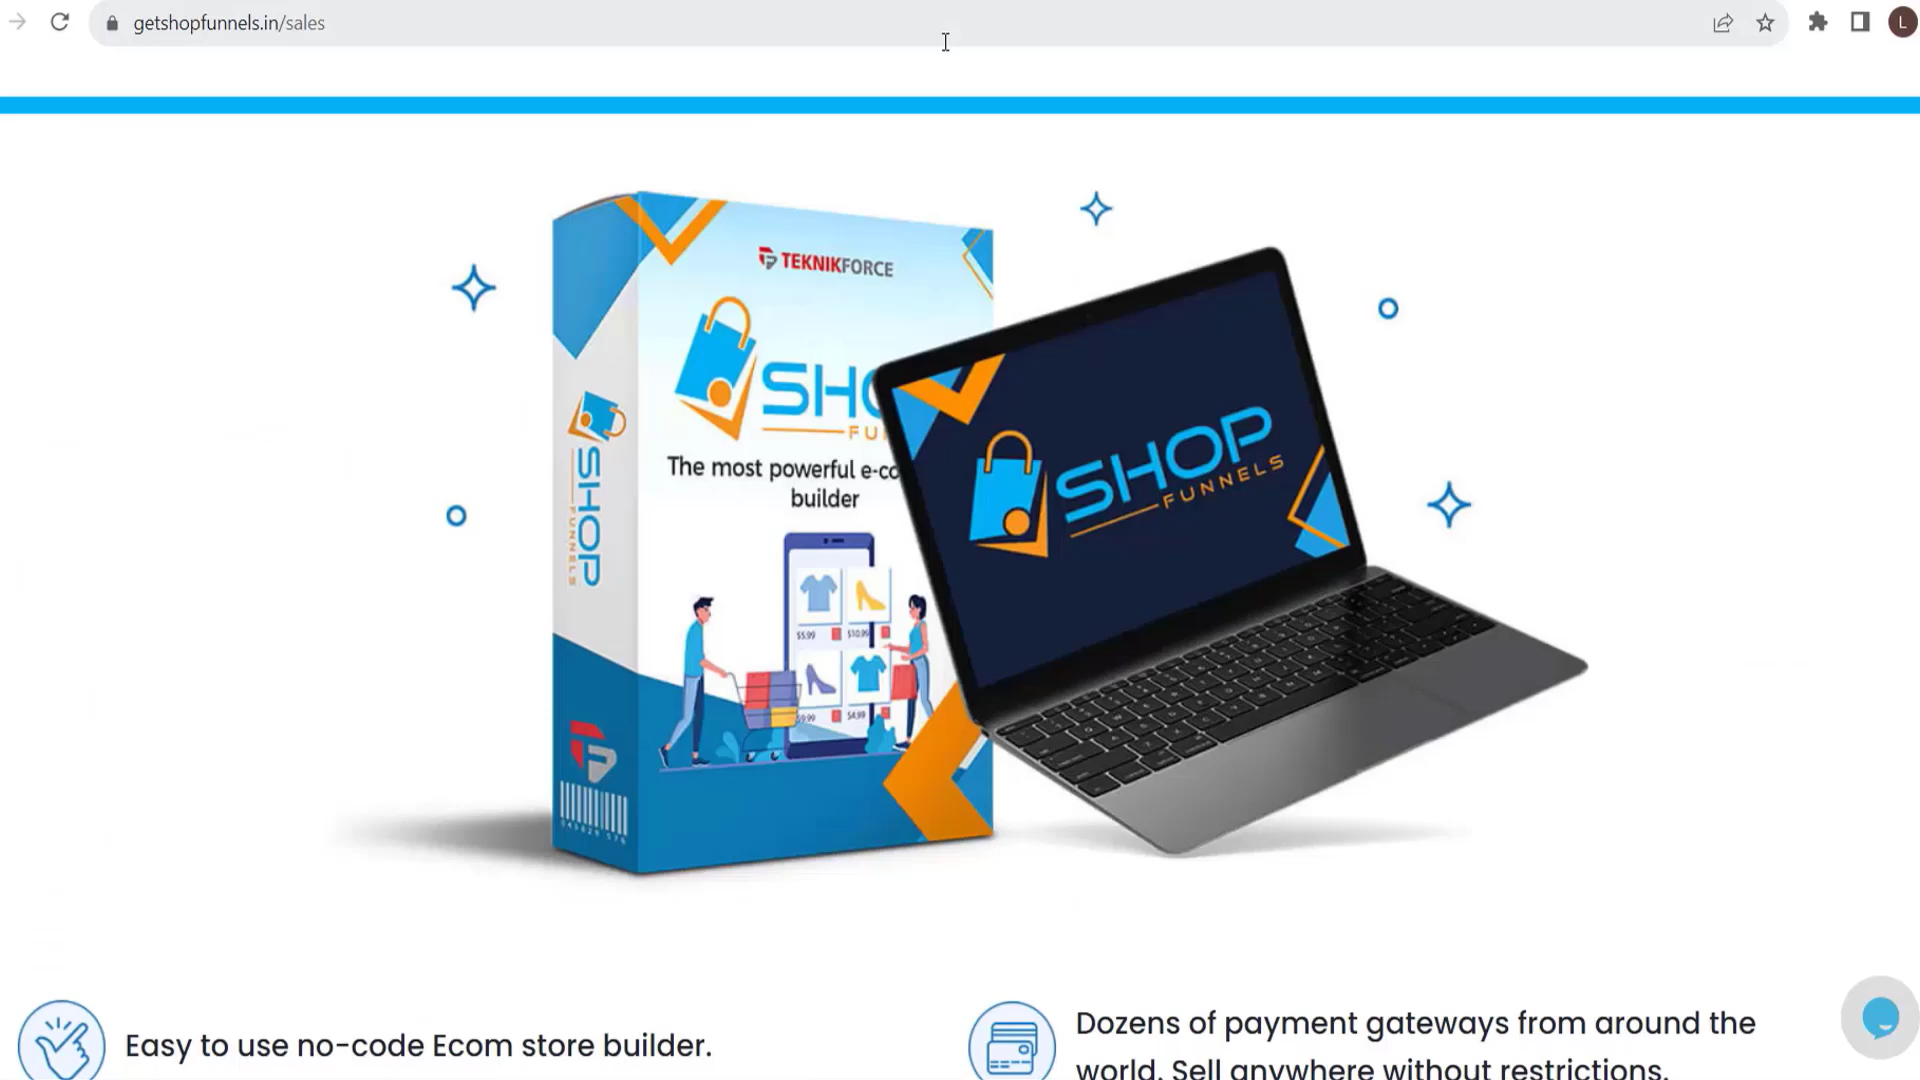 getshopfunnels.in/sales
L
TEKNIKFORCE
SHO
FU
The most powerful e-co
builder
SHOP
FUNNELS
$5.99
$10.99
$9.99
$4.99
SHOP
FUNNELS
Easy to use no-code Ecom store builder.
Dozens of payment gateways from around the
world. Sell anywhere without restrictions.